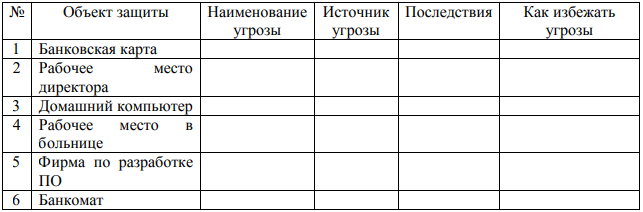 № Объект защиты Наименование угрозы Источник угрозы Последствия Как избежать угрозы
1 Банковская карта
2 Рабочее место директора
3 Домашний компьютер
4 Рабочее место в больнице
5 Фирма по разработке ПО
6 Банкомат